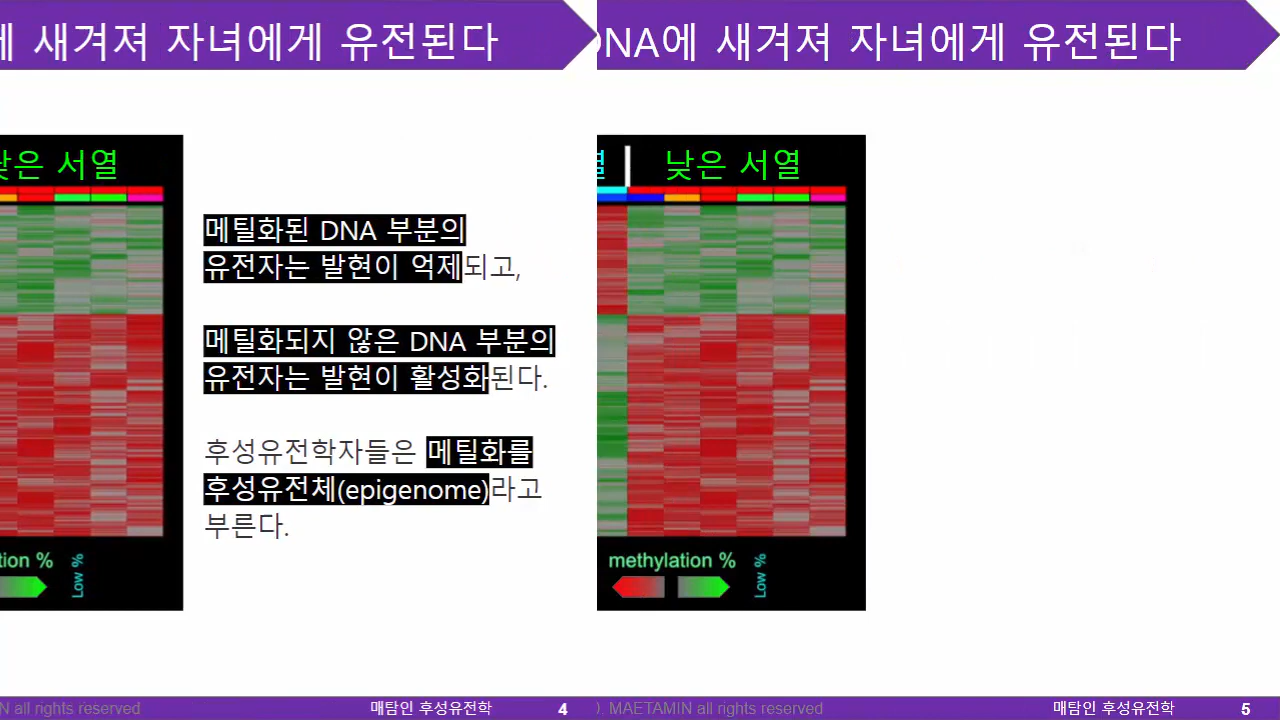 에 새겨져 자녀에게 유전된다
낮은 서열
메틸화된 DNA 부분의
유전자는 발현이 억제되고,
메틸화되지 않은 DNA 부분의
유전자는 발현이 활성화된다.
후성유전학자들은 메틸화를
후성유전체(epigenome)라고
부른다.
tion %
Low %
N all rights reserved
매탐인 후성유전학
4
DNA에 새겨져 자녀에게 유전된다
낮은 서열
methylation %
Low %
), MAETAMIN all rights reserved
매탐인 후성유전학
5